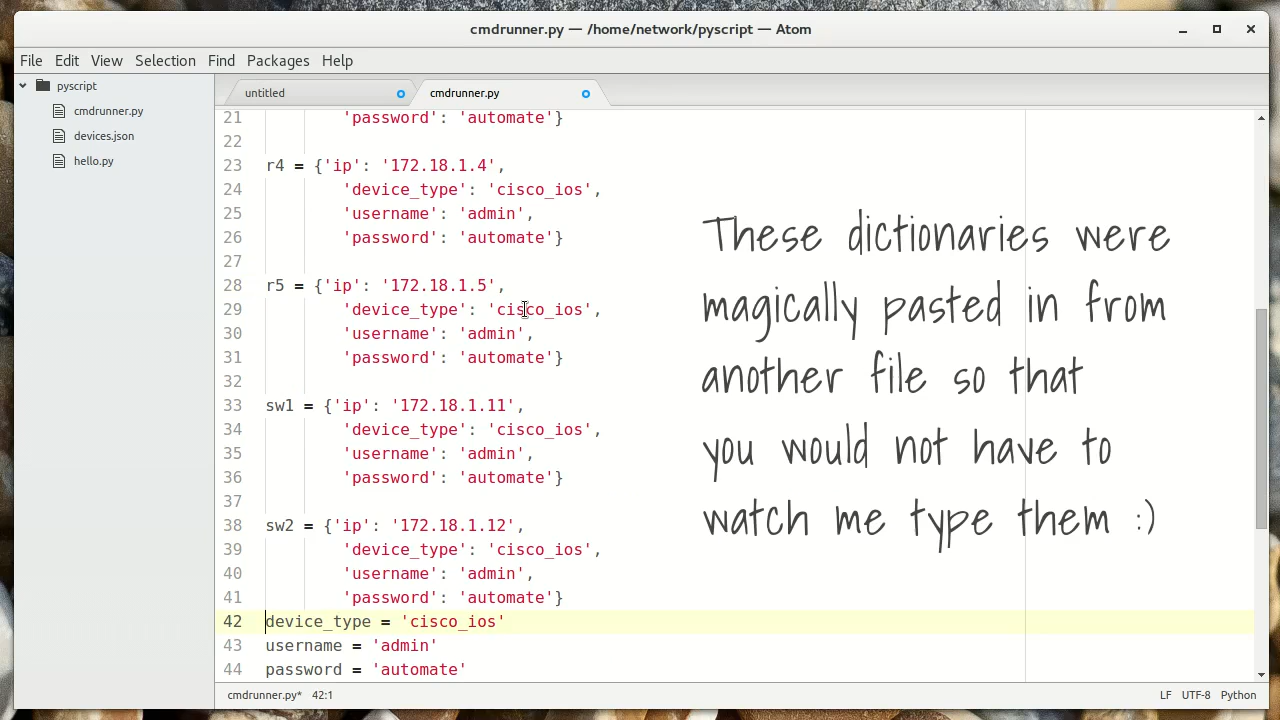 cmdrunner.py — /home/network/pyscript — Atom
File Edit View Selection Find Packages Help
pyscript
cmdrunner.py
devices.json
hello.py
untitled
cmdrunner.py
21 'password': 'automate'}
22
23 r4 = {'ip': '172.18.1.4',
24 'device_type': 'cisco_ios',
25 'username': 'admin',
26 'password': 'automate'}
27
28 r5 = {'ip': '172.18.1.5',
29 'device_type': 'cisco_ios',
30 'username': 'admin',
31 'password': 'automate'}
32
33 sw1 = {'ip': '172.18.1.11',
34 'device_type': 'cisco_ios',
35 'username': 'admin',
36 'password': 'automate'}
37
38 sw2 = {'ip': '172.18.1.12',
39 'device_type': 'cisco_ios',
40 'username': 'admin',
41 'password': 'automate'}
42 device_type = 'cisco_ios'
43 username = 'admin'
44 password = 'automate'
These dictionaries were
magically pasted in from
another file so that
you would not have to
watch me type them :)
cmdrunner.py* 42:1
LF UTF-8 Python